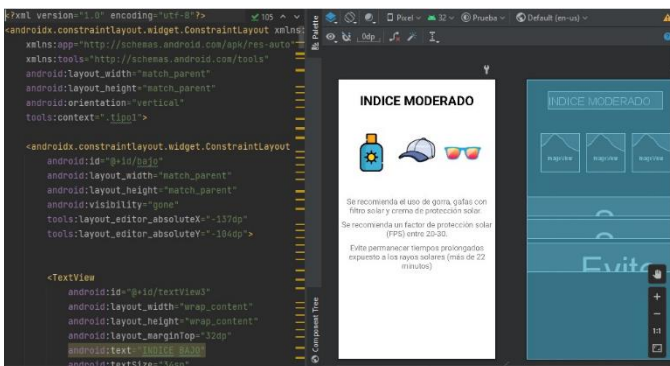 <?xml version="1.0" encoding="utf-8"?>
105
<androidx.constraintlayout.widget.ConstraintLayout xmlns:
xmlns:app="http://schemas.android.com/apk/res-auto"
xmlns:tools="http://schemas.android.com/tools"
android:layout_width="match_parent"
android:layout_height="match_parent"
android:orientation="vertical"
tools:context=".tipo1">
<androidx.constraintlayout.widget.ConstraintLayout
android:id="@+id/bajo"
android:layout_width="match_parent"
android:layout_height="match_parent"
android:visibility="gone"
tools:layout_editor_absoluteX="-137dp"
tools:layout_editor_absoluteY="-104dp">
<TextView
android:id="@+id/textView3"
android:layout_width="wrap_content"
android:layout_height="wrap_content"
android:layout_marginTop="32dp"
android:text="INDICE BAJO"
android:textSize="34sp"
Palette
Component Tree
Pixel
32
Prueba
Default (en-us)
0dp
INDICE MODERADO
Se recomienda el uso de gorra, gafas con
filtro solar y crema de protección solar.
Se recomienda un factor de protección solar
(FPS) entre 20-30.
Evite permanecer tiempos prolongados
expuesto a los rayos solares (más de 22
minutos)
INDICE MODERADO
ImageView
ImageView
ImageView
Evite
1:1